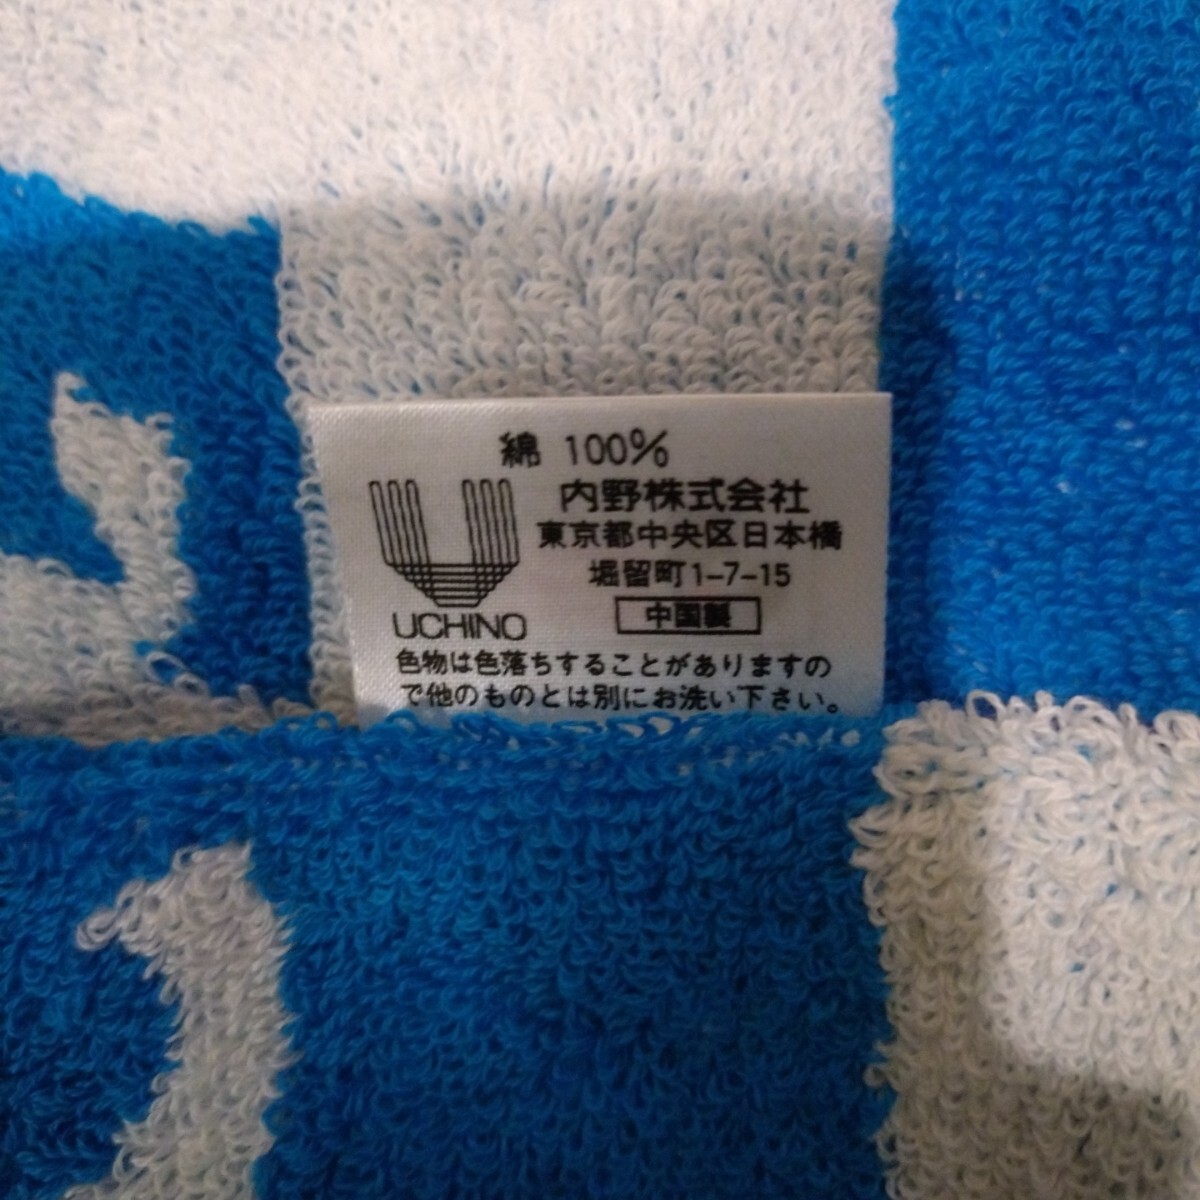 綿 100%
内野株式会社
東京都中央区日本橋
堀留町1-7-15
UCHINO
中国製
色物は色落ちすることがありますの
で他のものとは別にお洗い下さい。